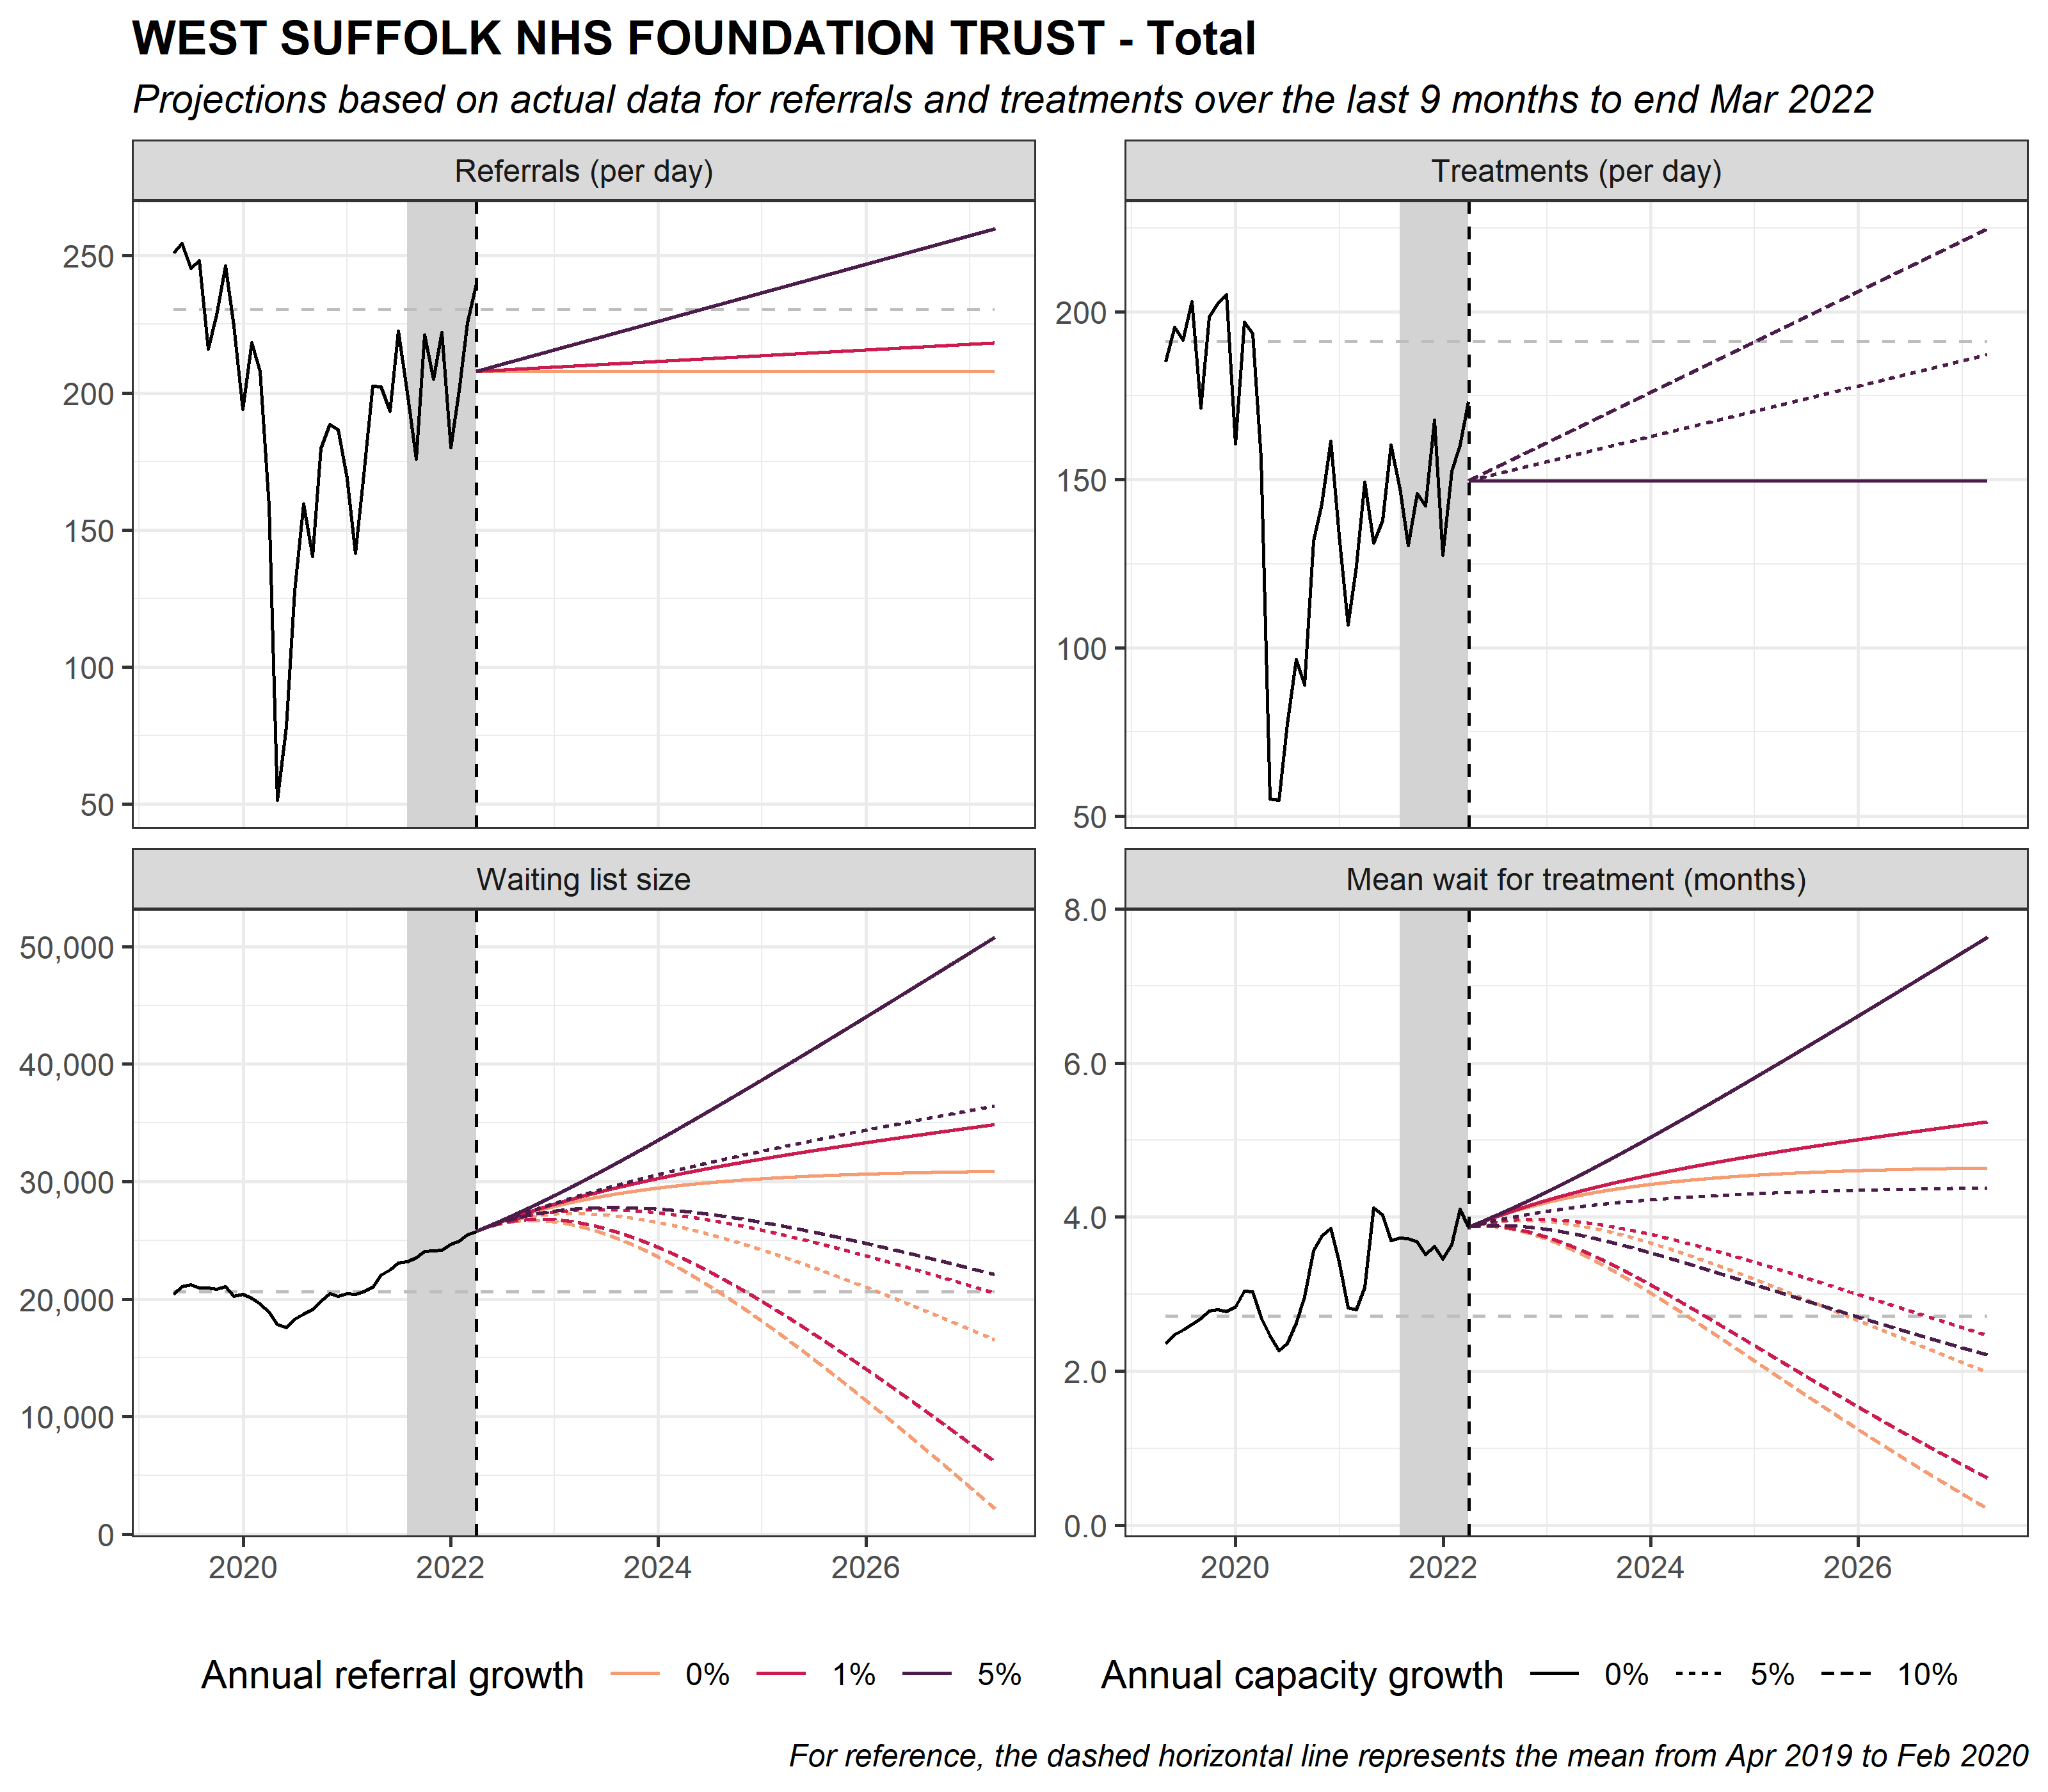 WEST SUFFOLK NHS FOUNDATION TRUST - Total
Projections based on actual data for referrals and treatments over the last 9 months to end Mar 2022
Referrals (per day)
250
200
150
100
50
Treatments (per day)
200
150
100
50
Waiting list size
50,000
40,000
30,000
20,000
10,000
0
2020 2022 2024 2026
Mean wait for treatment (months)
8.0
6.0
4.0
2.0
0.0
2020 2022 2024 2026
Annual referral growth 0% 1% 5%
Annual capacity growth 0% 5% 10%
For reference, the dashed horizontal line represents the mean from Apr 2019 to Feb 2020